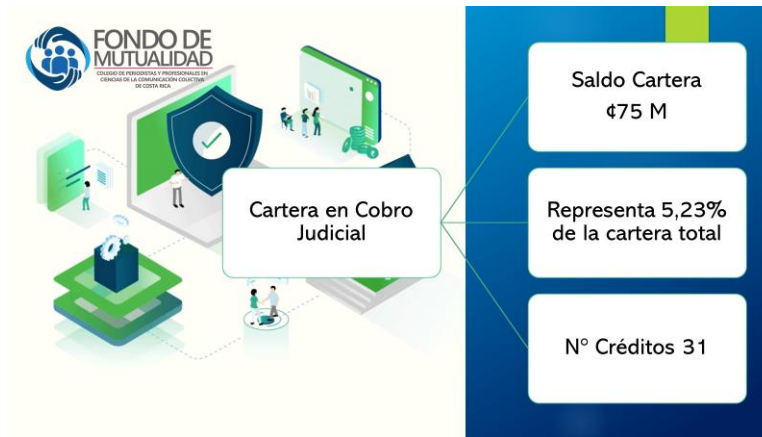 FONDO DE
MUTUALIDAD
COLEGIO DE PERIODISTAS Y PROFESIONALES EN
CIENCIAS DE LA COMUNICACIÓN COLECTIVA
DE COSTA RICA
Cartera en Cobro
Judicial
Saldo Cartera
¢75 M
Representa 5,23%
de la cartera total
N° Créditos 31